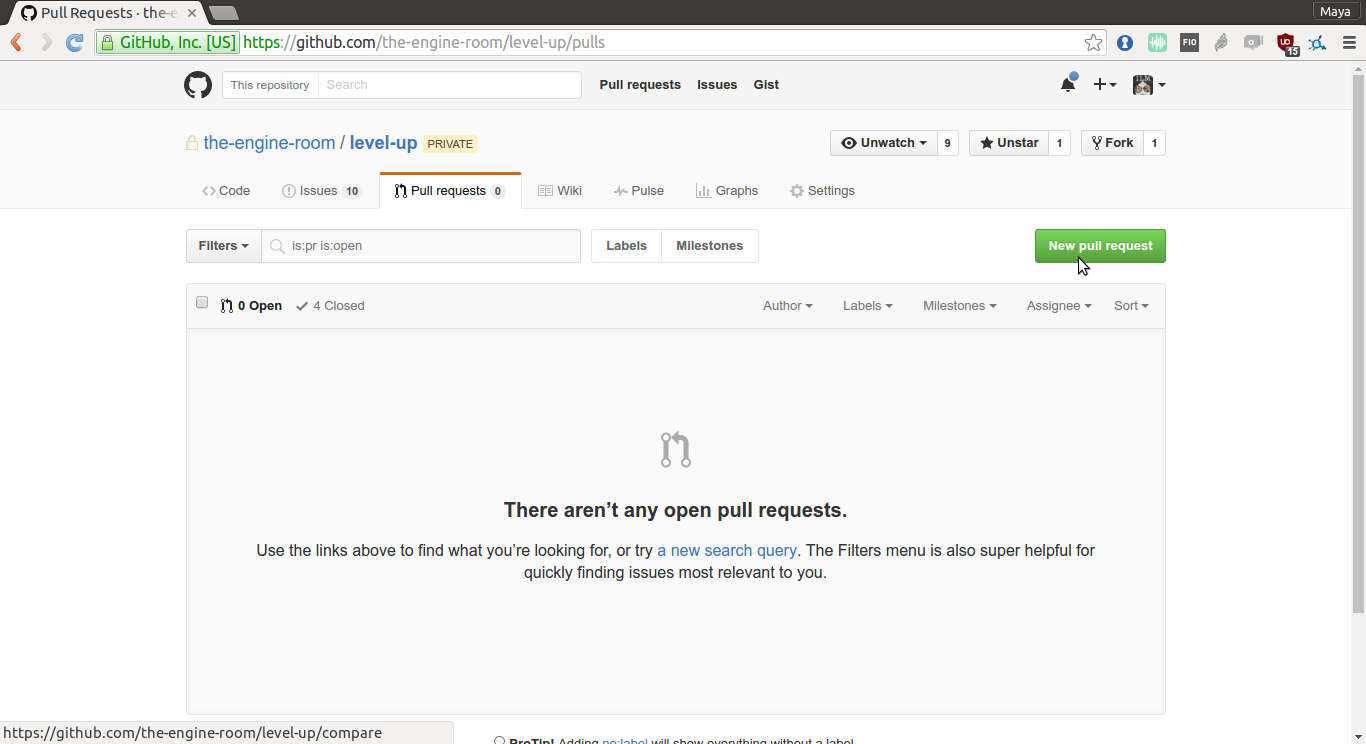 Pull Requests · the-e
Maya
GitHub, Inc. [US] https://github.com/the-engine-room/level-up/pulls
FIO
UD
15
This repository Search Pull requests Issues Gist
the-engine-room / level-up PRIVATE Unwatch 9 Unstar 1 Fork 1
Code Issues 10 Pull requests 0 Wiki Pulse Graphs Settings
Filters is:pr is:open Labels Milestones New pull request
0 Open 4 Closed Author Labels Milestones Assignee Sort
There aren’t any open pull requests.
Use the links above to find what you’re looking for, or try a new search query. The Filters menu is also super helpful for
quickly finding issues most relevant to you.
https://github.com/the-engine-room/level-up/compare
ProTip! Adding no:label will show everything without a label.